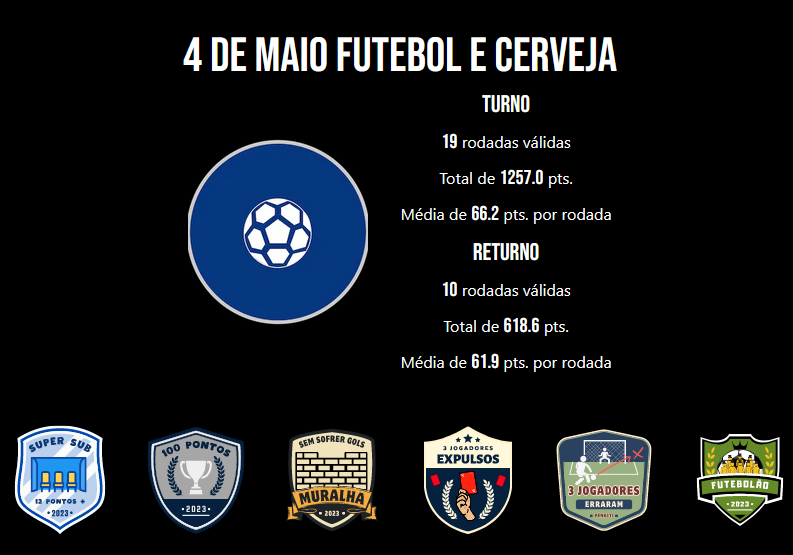 4 DE MAIO FUTEBOL E CERVEJA
TURNO
19 rodadas válidas
Total de 1257.0 pts.
Média de 66.2 pts. por rodada
RETURNO
10 rodadas válidas
Total de 618.6 pts.
Média de 61.9 pts. por rodada
SUPER SUB
12 PONTOS +
•2023•
100 PONTOS
•2023•
SEM SOFRER GOLS
MURALHA
•2023•
3 JOGADORES
EXPULSOS
3 JOGADORES
ERRARAM
PÊNALTI
FUTEBOLÃO
•2023•